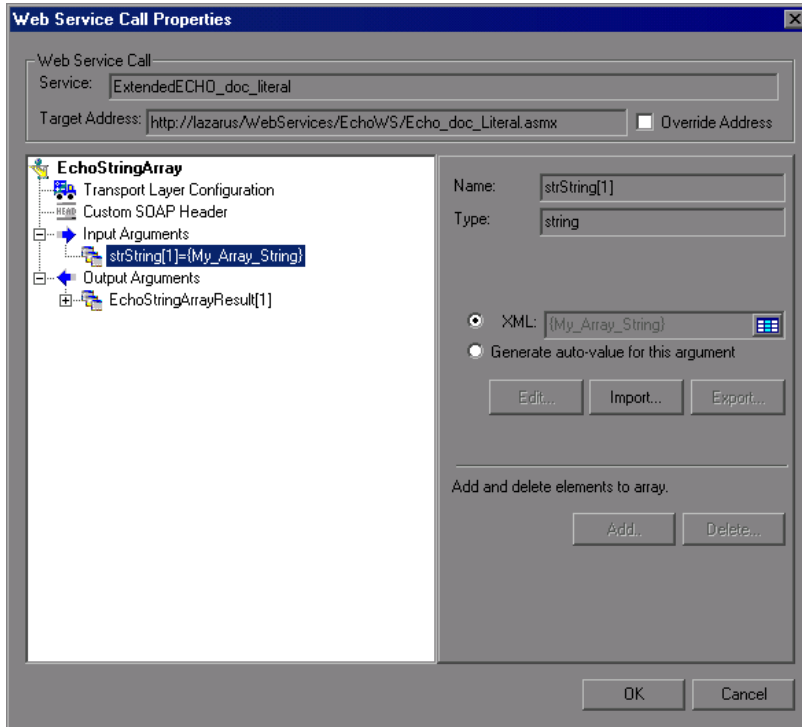 Web Service Call Properties
Web Service Call
Service: ExtendedECHO_doc_literal
Target Address: http://lazarus/WebServices/EchoWS/Echo_doc_Literal.asmx Override Address
EchoStringArray
Transport Layer Configuration
HEAD Custom SOAP Header
Input Arguments
strString[1]={My_Array_String}
Output Arguments
EchoStringArrayResult[1]
Name: strString[1]
Type: string
XML: {My_Array_String}
Generate auto-value for this argument
Edit... Import... Export...
Add and delete elements to array.
Add.. Delete...
OK Cancel